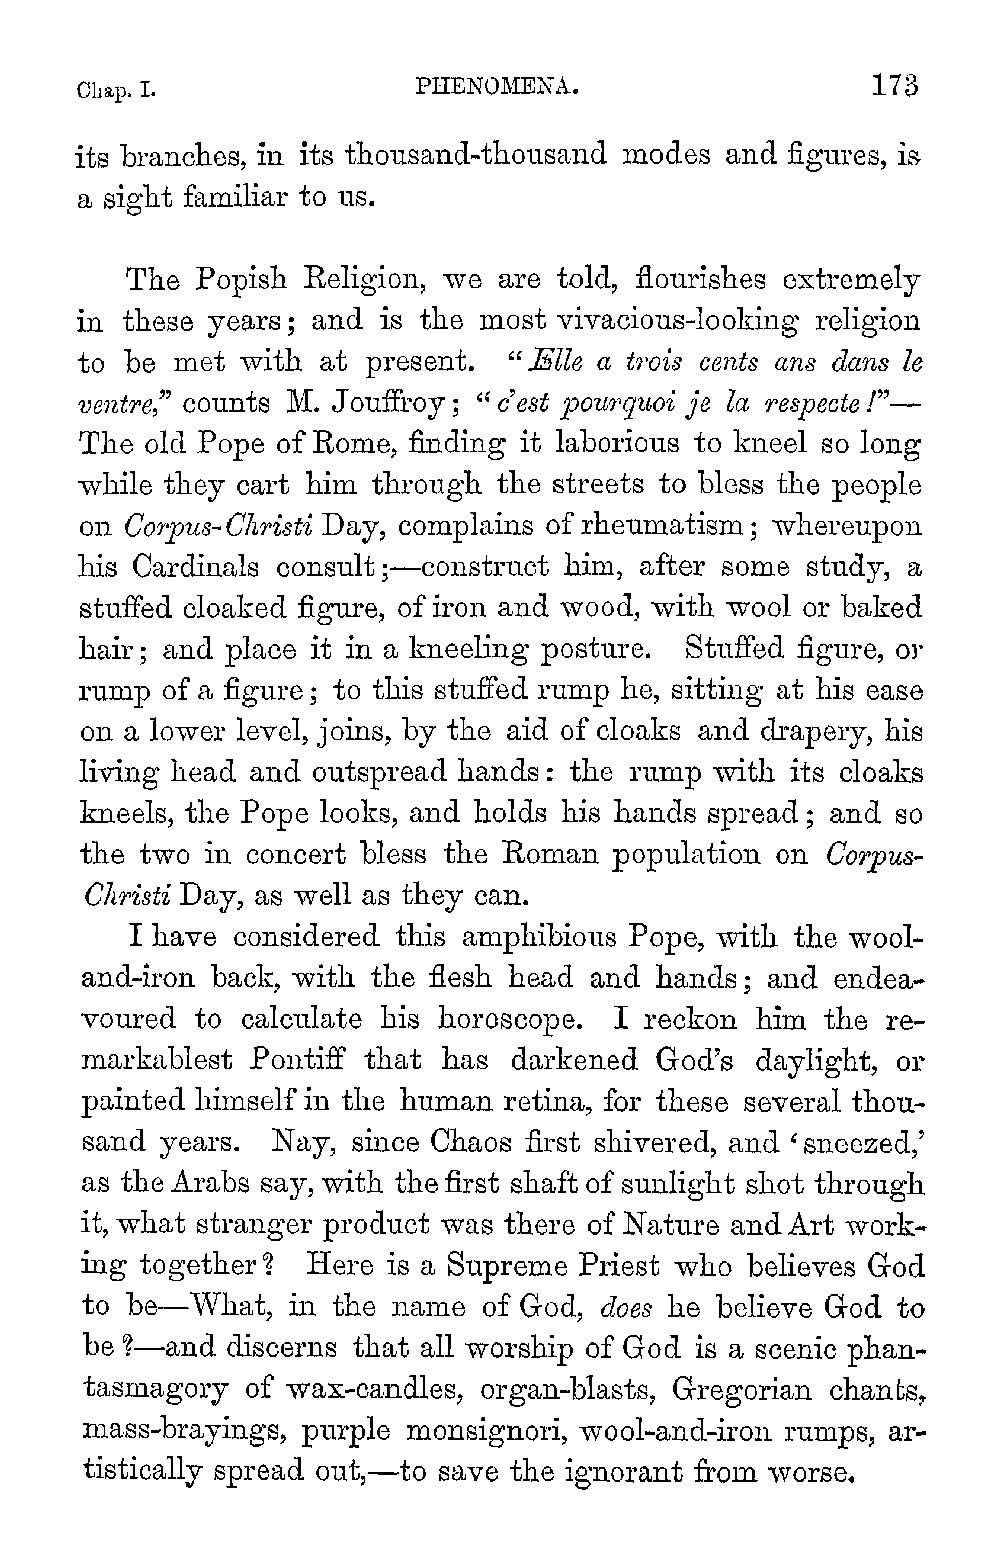 Chap. I. PHENOMENA. 173
its branches, in its thousand-thousand modes and figures, is
a sight familiar to us.
The Popish Religion, we are told, flourishes extremely
in these years; and is the most vivacious-looking religion
to be met with at present. “Elle a trois cents ans dans le
ventre,” counts M. Jouffroy; “c'est pourquoi je la respecte!”—
The old Pope of Rome, finding it laborious to kneel so long
while they cart him through the streets to bless the people
on Corpus-Christi Day, complains of rheumatism; whereupon
his Cardinals consult;—construct him, after some study, a
stuffed cloaked figure, of iron and wood, with wool or baked
hair; and place it in a kneeling posture. Stuffed figure, or
rump of a figure; to this stuffed rump he, sitting at his ease
on a lower level, joins, by the aid of cloaks and drapery, his
living head and outspread hands: the rump with its cloaks
kneels, the Pope looks, and holds his hands spread; and so
the two in concert bless the Roman population on Corpus-
Christi Day, as well as they can.
I have considered this amphibious Pope, with the wool-
and-iron back, with the flesh head and hands; and endea-
voured to calculate his horoscope. I reckon him the re-
markablest Pontiff that has darkened God's daylight, or
painted himself in the human retina, for these several thou-
sand years. Nay, since Chaos first shivered, and ‘sneezed,’
as the Arabs say, with the first shaft of sunlight shot through
it, what stranger product was there of Nature and Art work-
ing together? Here is a Supreme Priest who believes God
to be—What, in the name of God, does he believe God to
be?—and discerns that all worship of God is a scenic phan-
tasmagory of wax-candles, organ-blasts, Gregorian chants,
mass-brayings, purple monsignori, wool-and-iron rumps, ar-
tistically spread out,—to save the ignorant from worse.